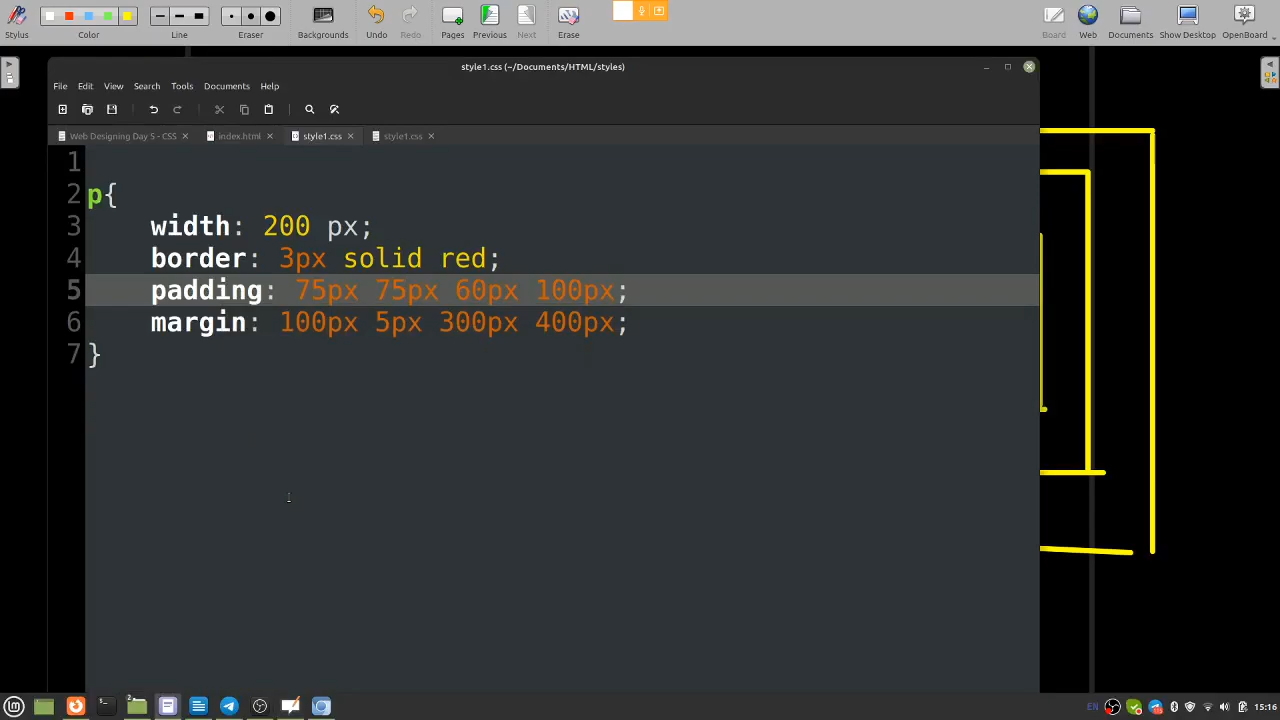 Stylus
Color
Line
Eraser
Backgrounds
Undo
Redo
Pages
Previous
Next
Erase
Board
Web
Documents
Show Desktop
OpenBoard
style1.css (~/Documents/HTML/styles)
File Edit View Search Tools Documents Help
Web Designing Day 5 - CSS
index.html
style1.css
style1.css
1
2 p{
3 width: 200 px;
4 border: 3px solid red;
5 padding: 75px 75px 60px 100px;
6 margin: 100px 5px 300px 400px;
7 }
2
EN
15:16